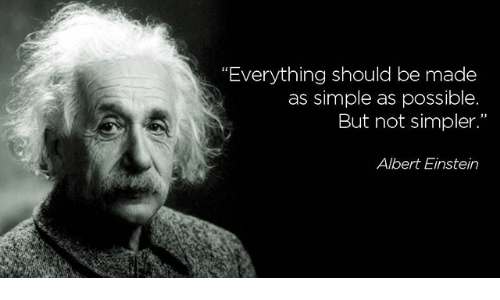 “Everything should be made
as simple as possible.
But not simpler.”
Albert Einstein